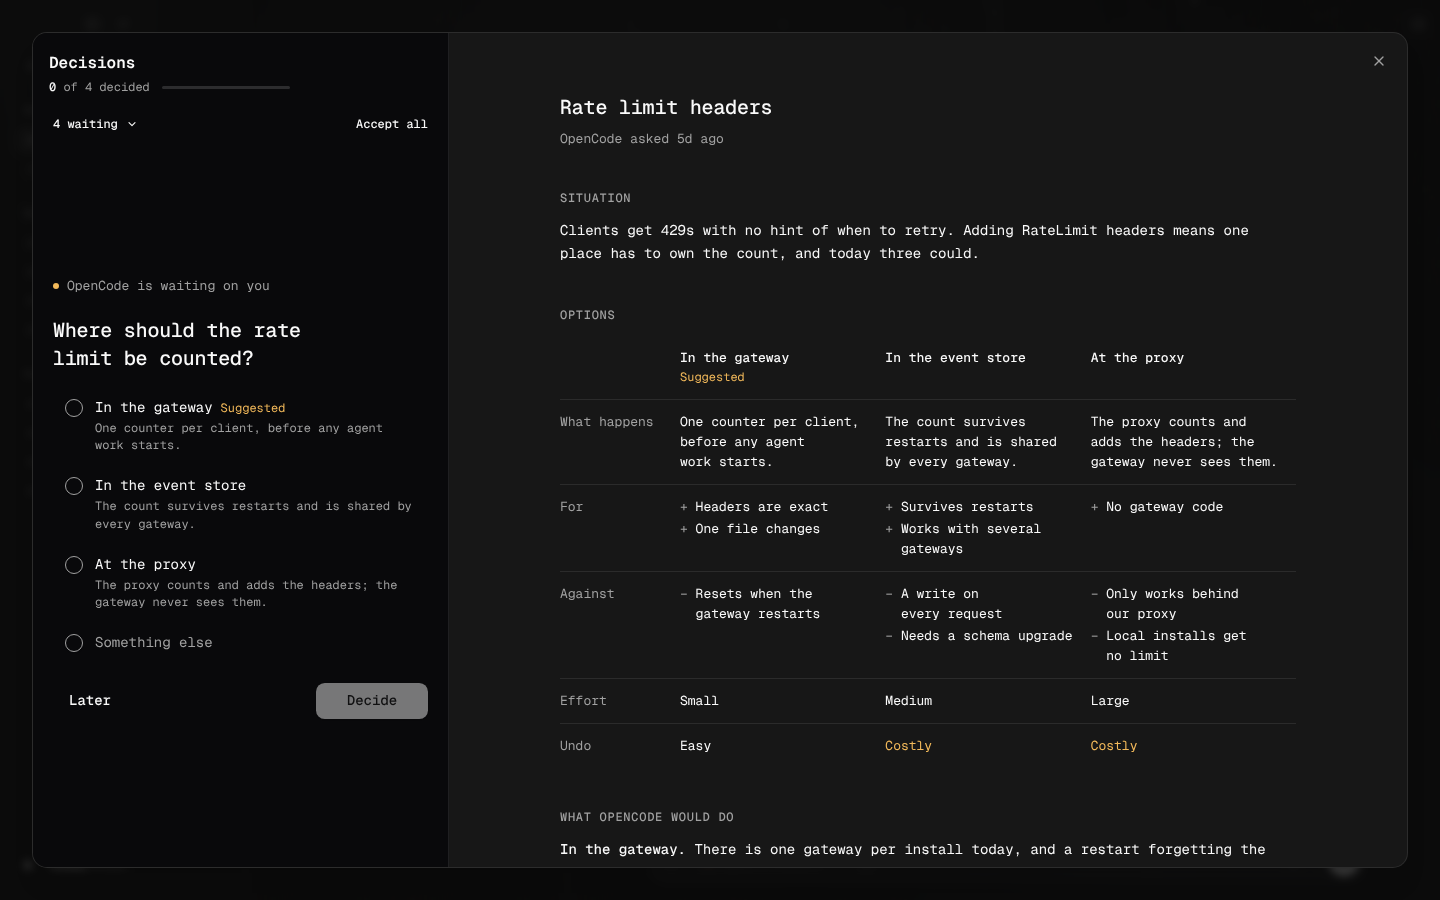 Decisions
0 of 4 decided
4 waiting
Accept all
OpenCode is waiting on you
Where should the rate
limit be counted?
In the gateway Suggested
One counter per client, before any agent
work starts.
In the event store
The count survives restarts and is shared by
every gateway.
At the proxy
The proxy counts and adds the headers; the
gateway never sees them.
Something else
Later
Decide
Rate limit headers
OpenCode asked 5d ago
SITUATION
Clients get 429s with no hint of when to retry. Adding RateLimit headers means one
place has to own the count, and today three could.
OPTIONS
In the gateway
Suggested
In the event store
At the proxy
What happens
One counter per client,
before any agent
work starts.
The count survives
restarts and is shared
by every gateway.
The proxy counts and
adds the headers; the
gateway never sees them.
For
+ Headers are exact
+ One file changes
+ Survives restarts
+ Works with several
gateways
+ No gateway code
Against
− Resets when the
gateway restarts
− A write on
every request
− Needs a schema upgrade
− Only works behind
our proxy
− Local installs get
no limit
Effort
Small
Medium
Large
Undo
Easy
Costly
Costly
WHAT OPENCODE WOULD DO
In the gateway. There is one gateway per install today, and a restart forgetting the